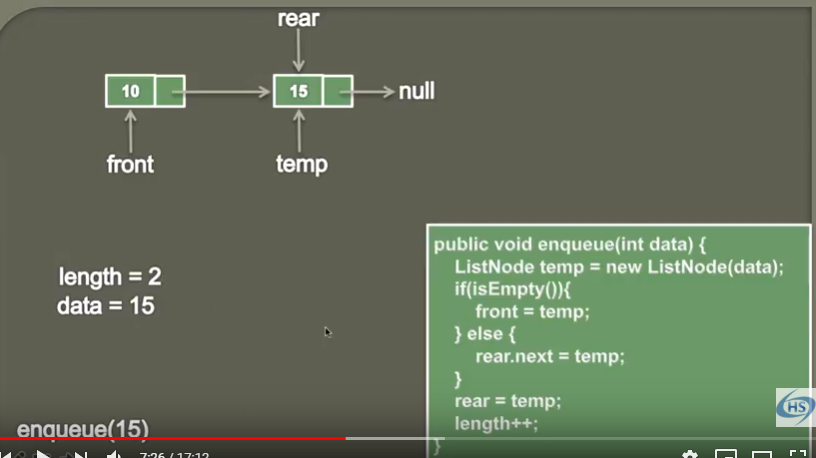 rear
10
15
null
front
temp
length = 2
data = 15
public void enqueue(int data) {
ListNode temp = new ListNode(data);
if(isEmpty()){
front = temp;
} else {
rear.next = temp;
}
rear = temp;
length++;
}
HS
enqueue(15)
7:26 / 17:12